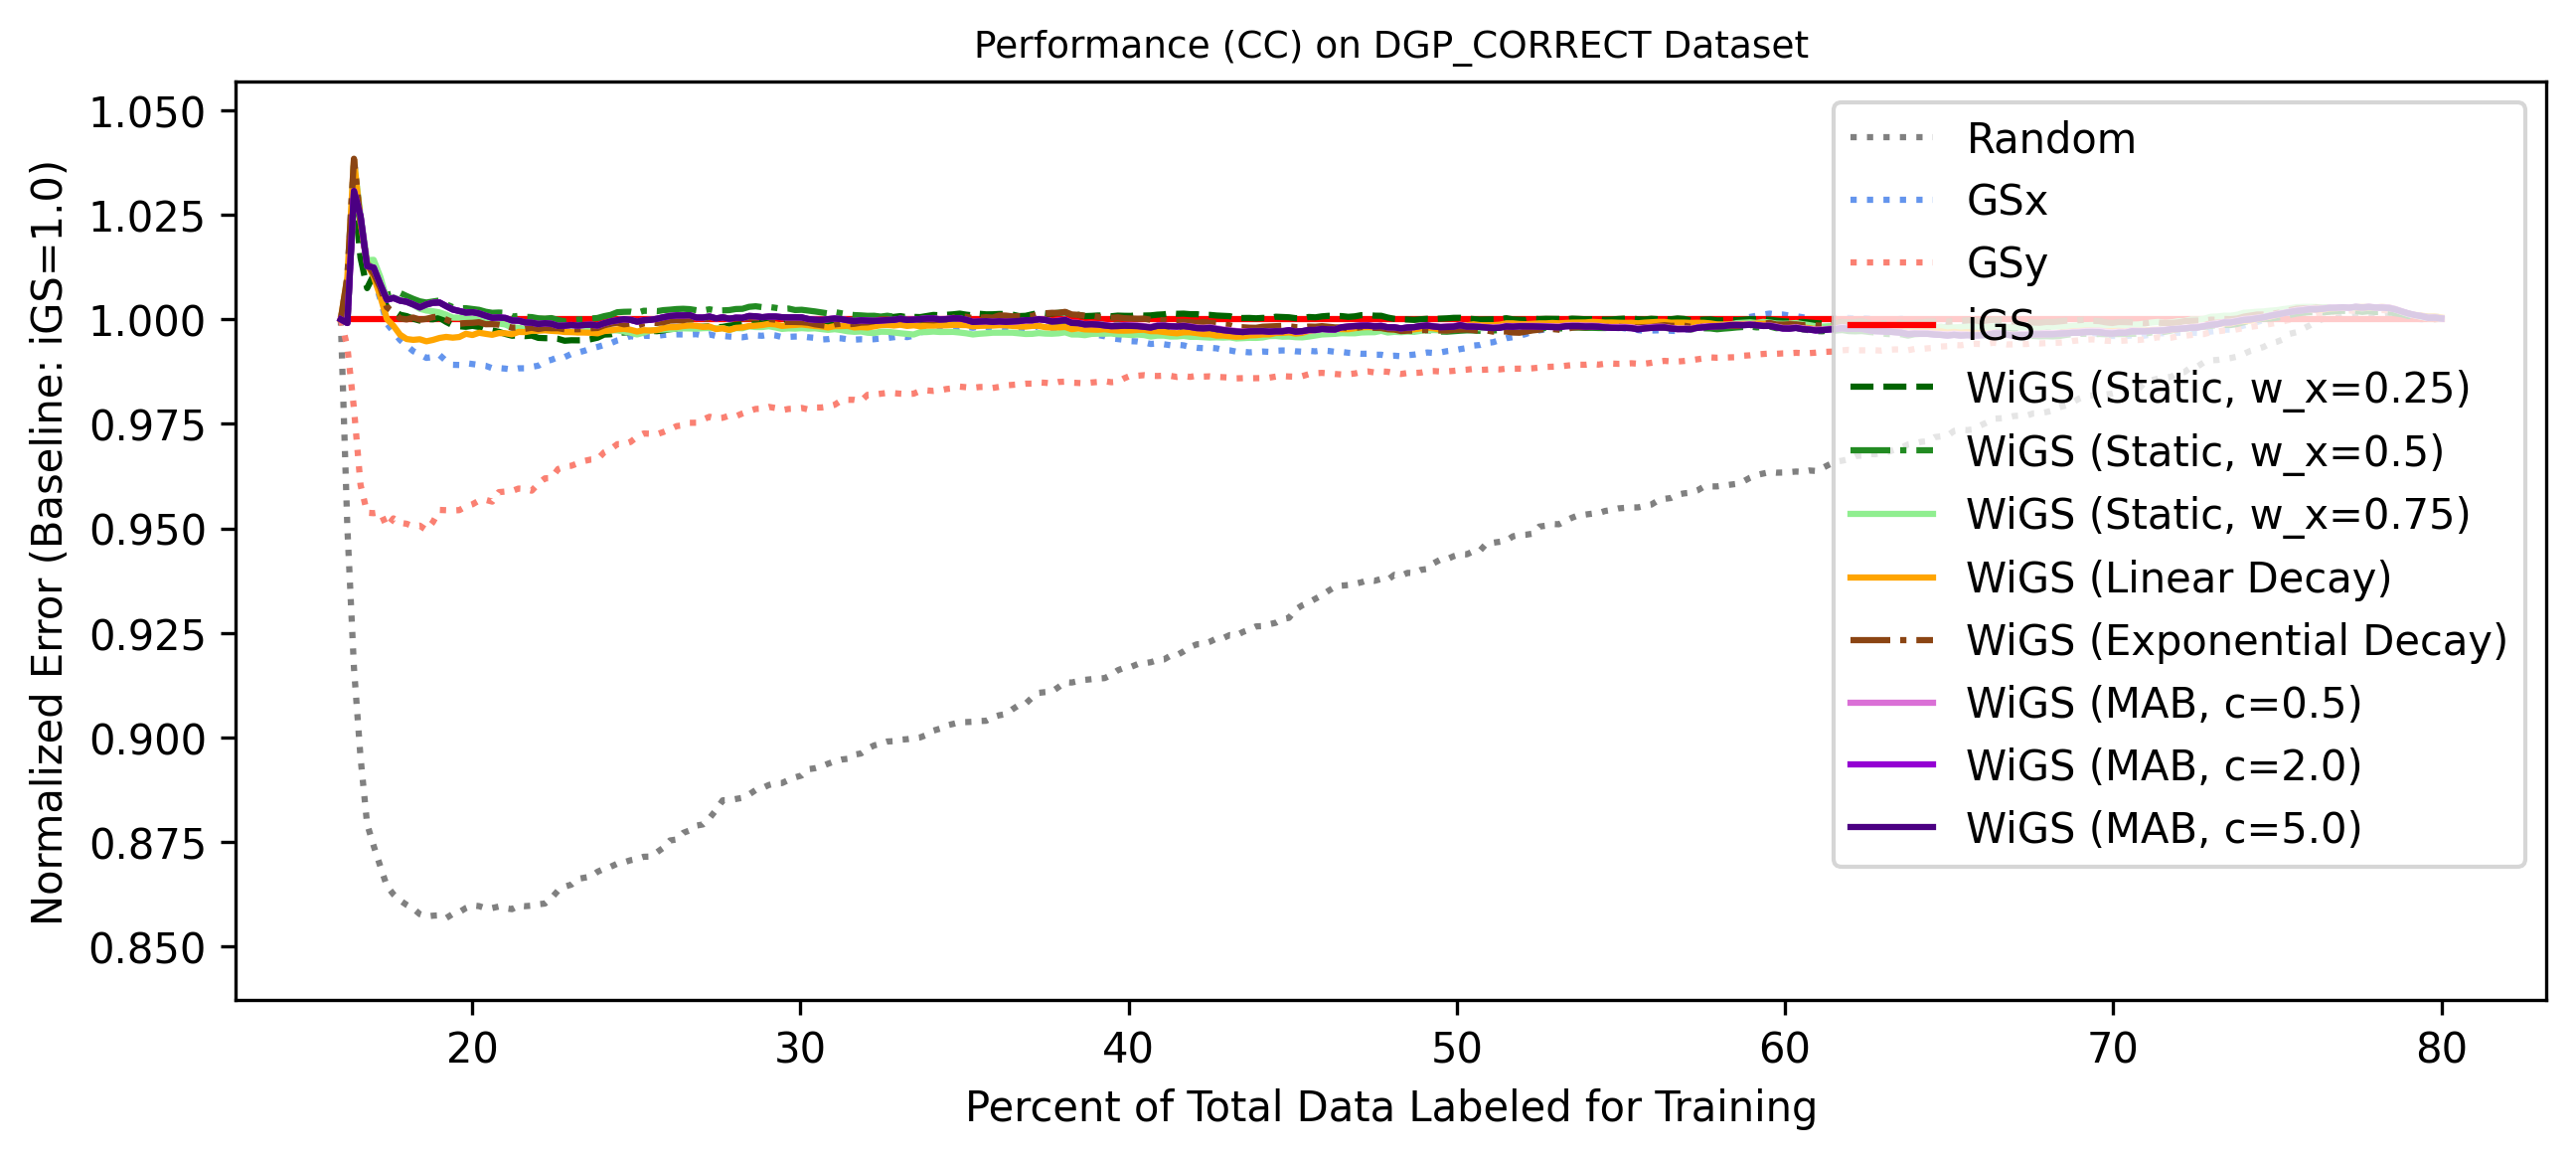 Performance (CC) on DGP_CORRECT Dataset
Normalized Error (Baseline: iGS=1.0)
1.050
1.025
1.000
0.975
0.950
0.925
0.900
0.875
0.850
Random
GSx
GSy
iGS
WiGS (Static, w_x=0.25)
WiGS (Static, w_x=0.5)
WiGS (Static, w_x=0.75)
WiGS (Linear Decay)
WiGS (Exponential Decay)
WiGS (MAB, c=0.5)
WiGS (MAB, c=2.0)
WiGS (MAB, c=5.0)
20 30 40 50 60 70 80
Percent of Total Data Labeled for Training